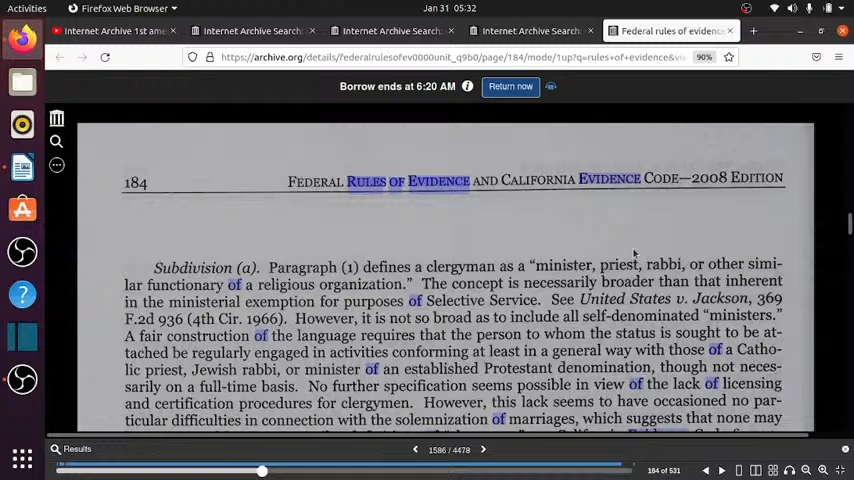 Activities
Firefox Web Browser
Jan 31 05:32
Internet Archive 1st ame
Internet Archive Search:
Internet Archive Search:
Internet Archive Search:
Federal rules of evidence
https://archive.org/details/federalrulesofev0000unit_q9b0/page/184/mode/1up?q=rules+of+evidence&vi
90%
Borrow ends at 6:20 AM
Return now
184
FEDERAL RULES OF EVIDENCE AND CALIFORNIA EVIDENCE CODE—2008 EDITION
Subdivision (a). Paragraph (1) defines a clergyman as a “minister, priest, rabbi, or other simi-
lar functionary of a religious organization.” The concept is necessarily broader than that inherent
in the ministerial exemption for purposes of Selective Service. See United States v. Jackson, 369
F.2d 936 (4th Cir. 1966). However, it is not so broad as to include all self-denominated “ministers.”
A fair construction of the language requires that the person to whom the status is sought to be at-
tached be regularly engaged in activities conforming at least in a general way with those of a Catho-
lic priest, Jewish rabbi, or minister of an established Protestant denomination, though not neces-
sarily on a full-time basis. No further specification seems possible in view of the lack of licensing
and certification procedures for clergymen. However, this lack seems to have occasioned no par-
ticular difficulties in connection with the solemnization of marriages, which suggests that none may
Results
1586 / 4478
184 of 531